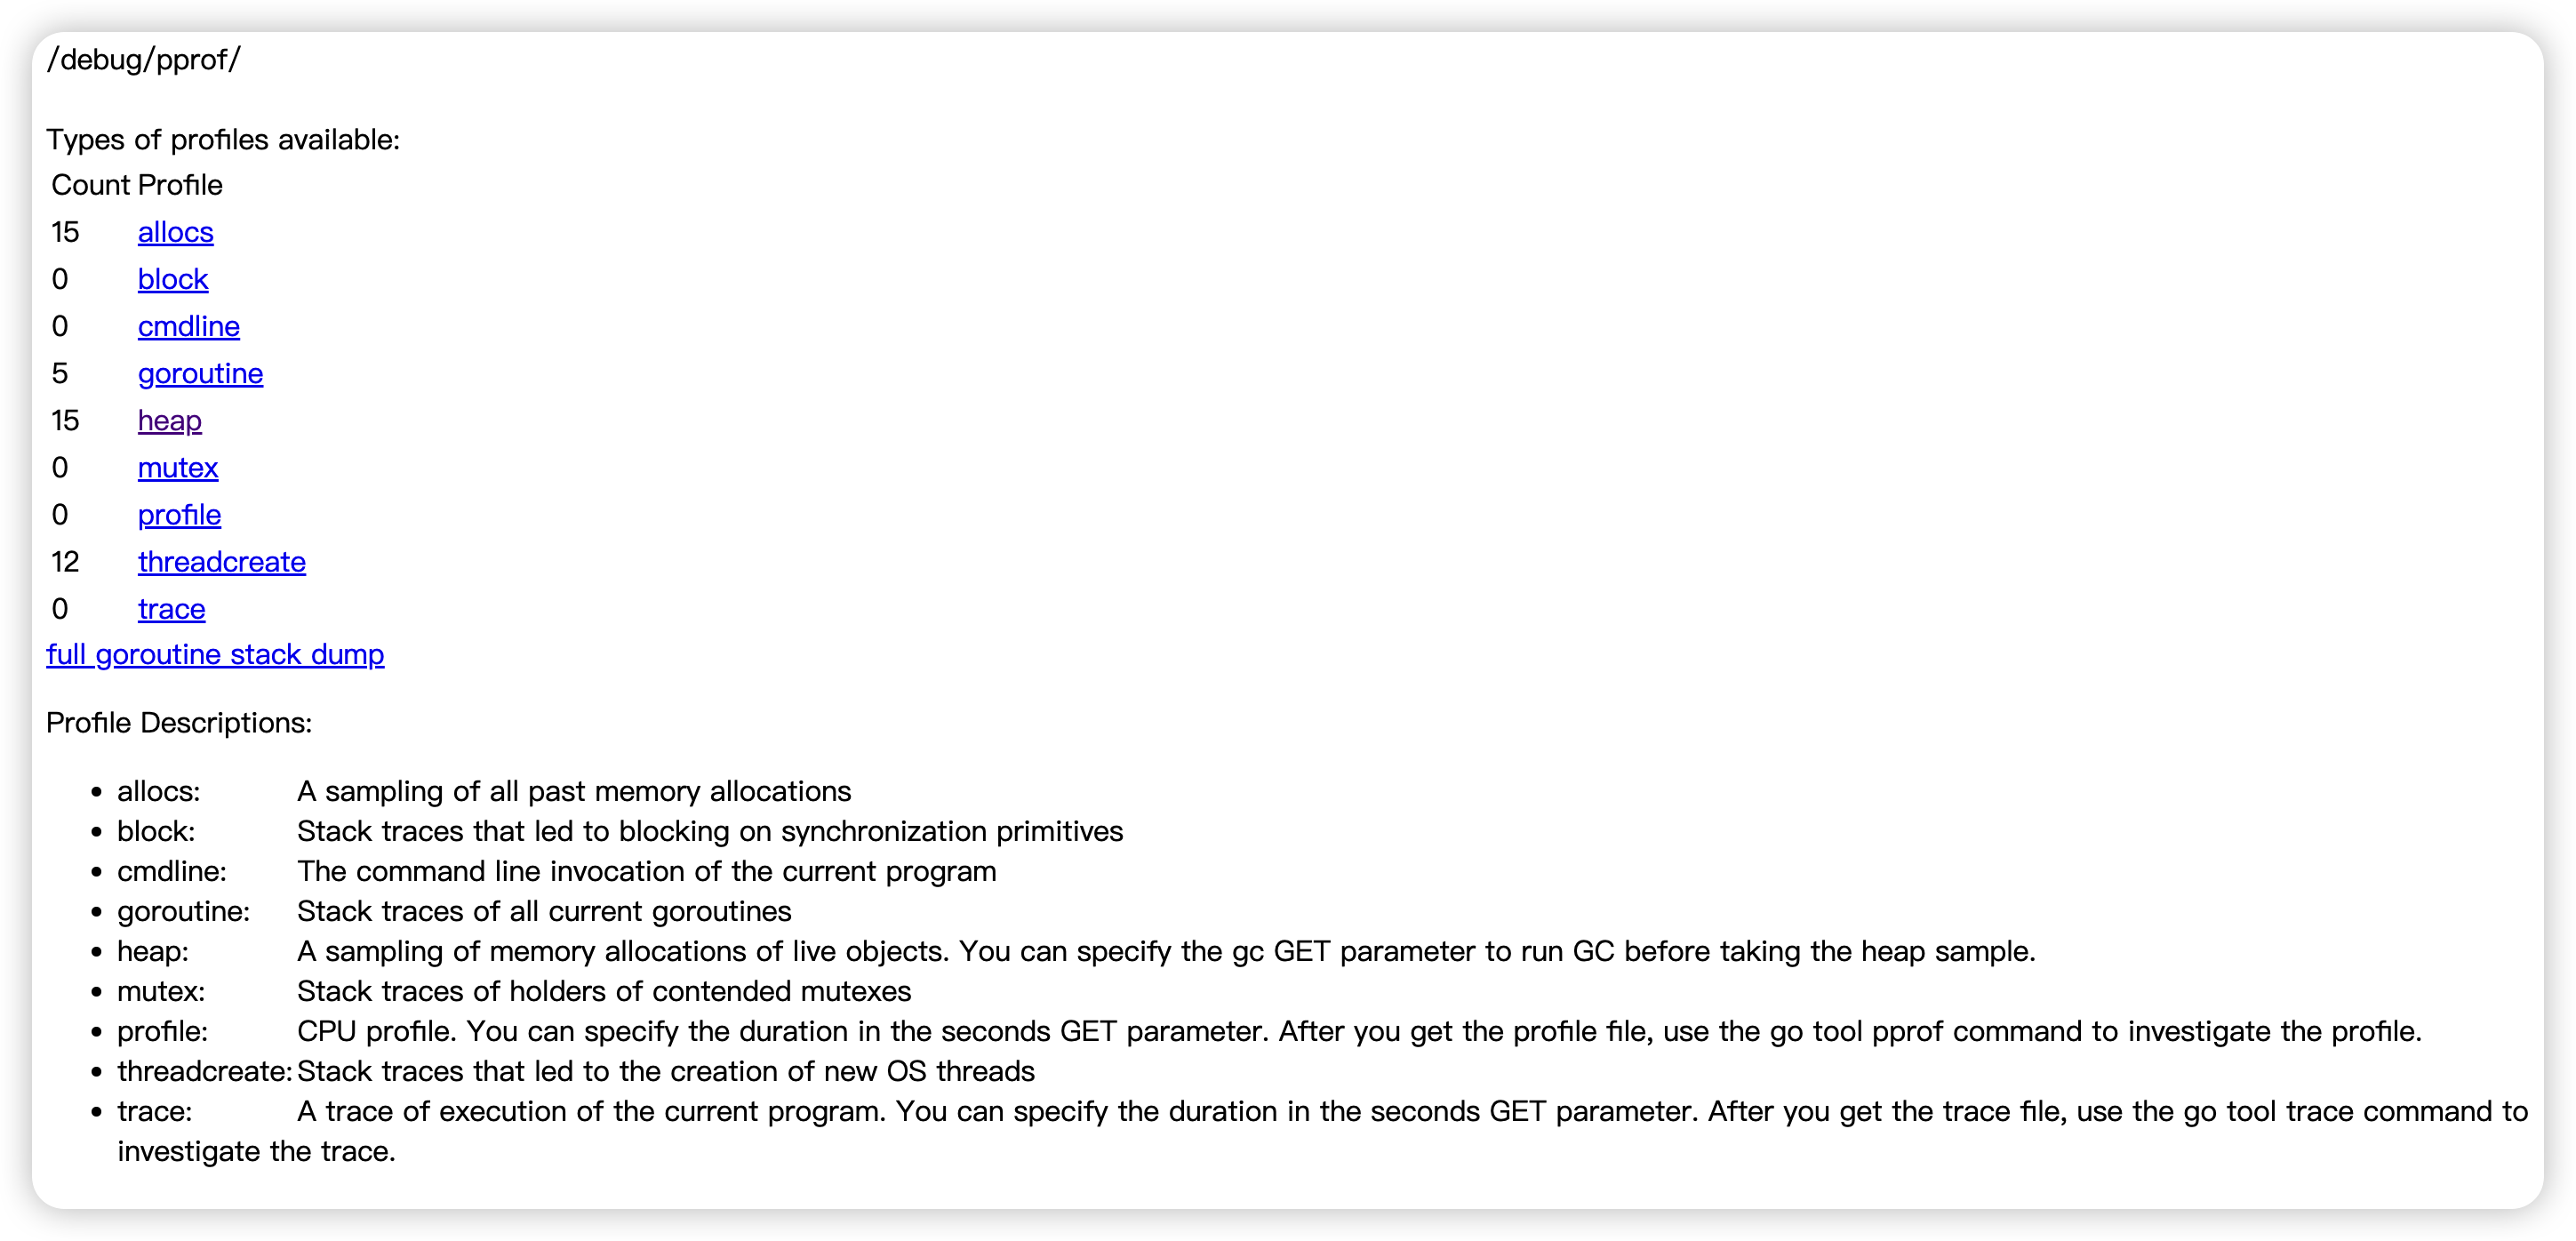 /debug/pprof/
Types of profiles available:
Count Profile
15 allocs
0 block
0 cmdline
5 goroutine
15 heap
0 mutex
0 profile
12 threadcreate
0 trace
full goroutine stack dump
Profile Descriptions:
• allocs: A sampling of all past memory allocations
• block: Stack traces that led to blocking on synchronization primitives
• cmdline: The command line invocation of the current program
• goroutine: Stack traces of all current goroutines
• heap: A sampling of memory allocations of live objects. You can specify the gc GET parameter to run GC before taking the heap sample.
• mutex: Stack traces of holders of contended mutexes
• profile: CPU profile. You can specify the duration in the seconds GET parameter. After you get the profile file, use the go tool pprof command to investigate the profile.
• threadcreate: Stack traces that led to the creation of new OS threads
• trace: A trace of execution of the current program. You can specify the duration in the seconds GET parameter. After you get the trace file, use the go tool trace command to
investigate the trace.